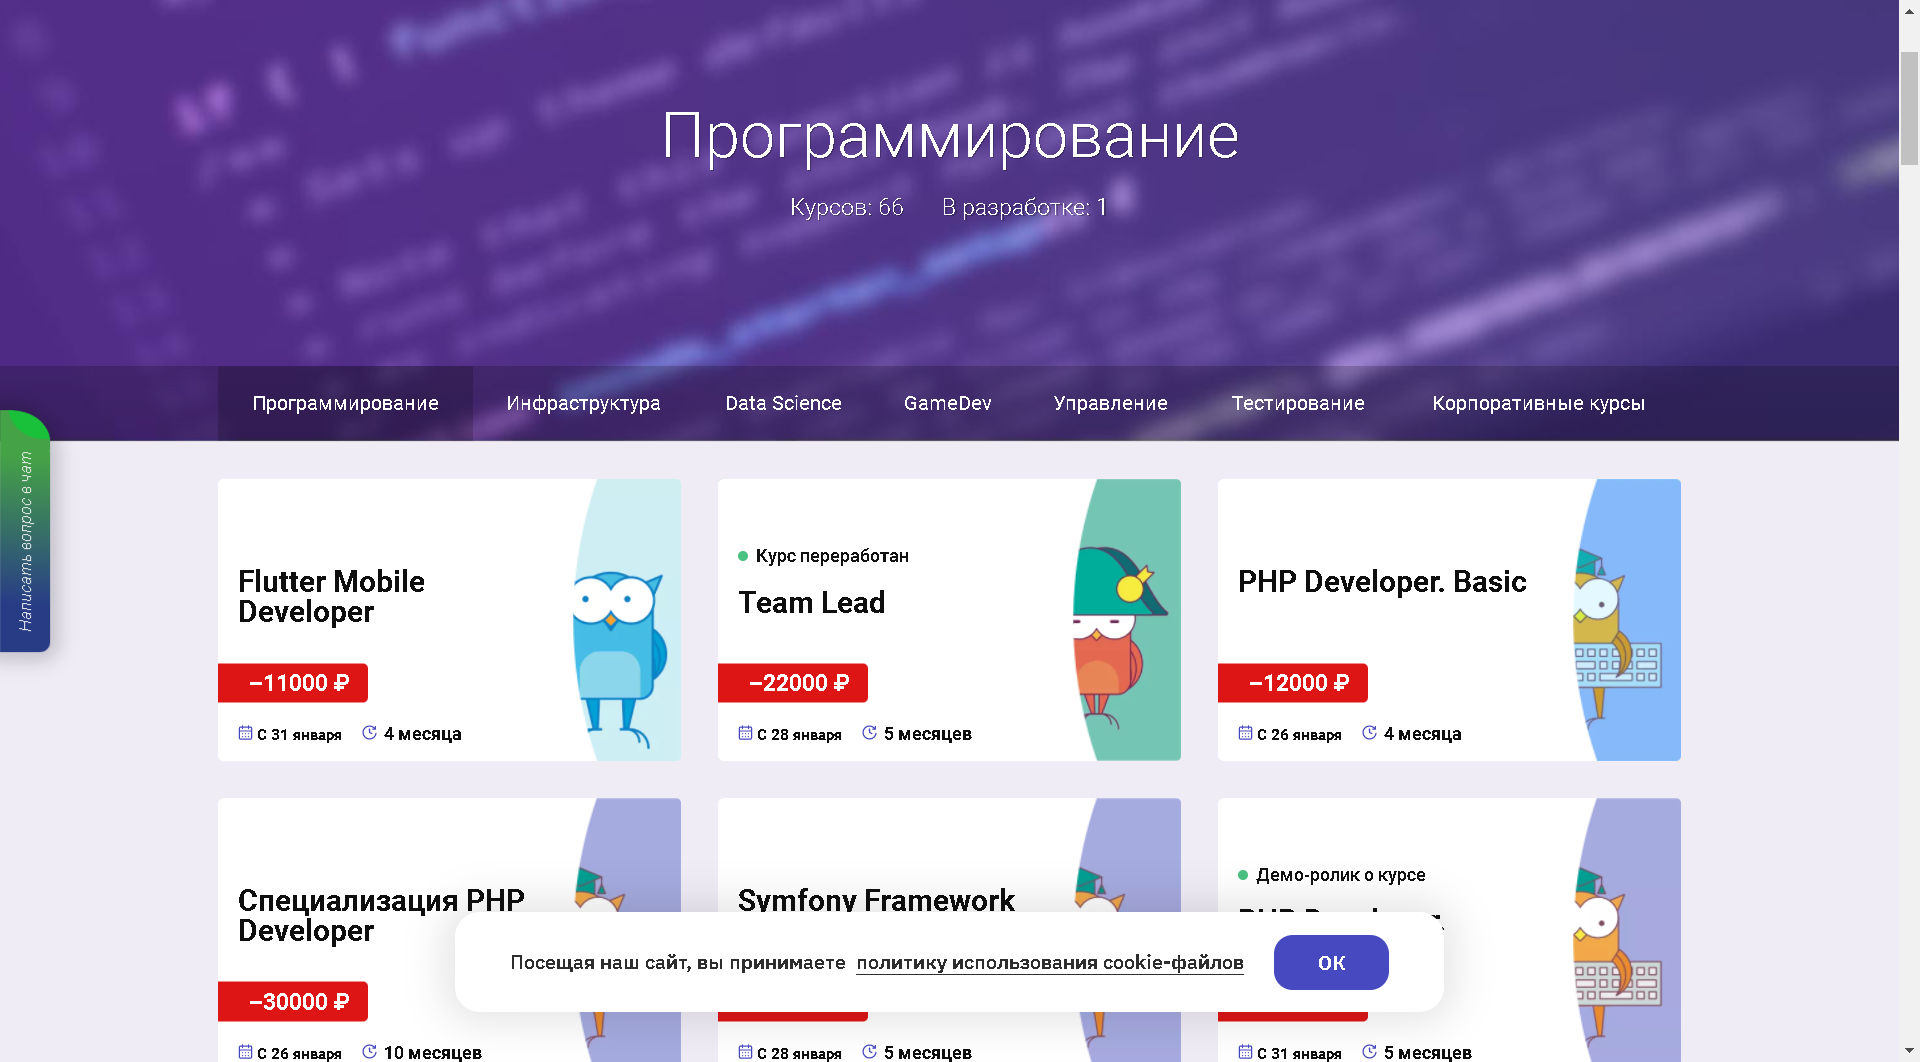 Программирование
Курсов: 66 В разработке: 1
Программирование Инфраструктура Data Science GameDev Управление Тестирование Корпоративные курсы
Написать вопрос в чат
Flutter Mobile
Developer
–11000 ₽
С 31 января 4 месяца
Курс переработан
Team Lead
–22000 ₽
С 28 января 5 месяцев
PHP Developer. Basic
–12000 ₽
С 26 января 4 месяца
Специализация PHP
Developer
–30000 ₽
С 26 января 10 месяцев
Symfony Framework
С 28 января 5 месяцев
Демо-ролик о курсе
С 31 января 5 месяцев
Посещая наш сайт, вы принимаете политику использования cookie-файлов
ОК